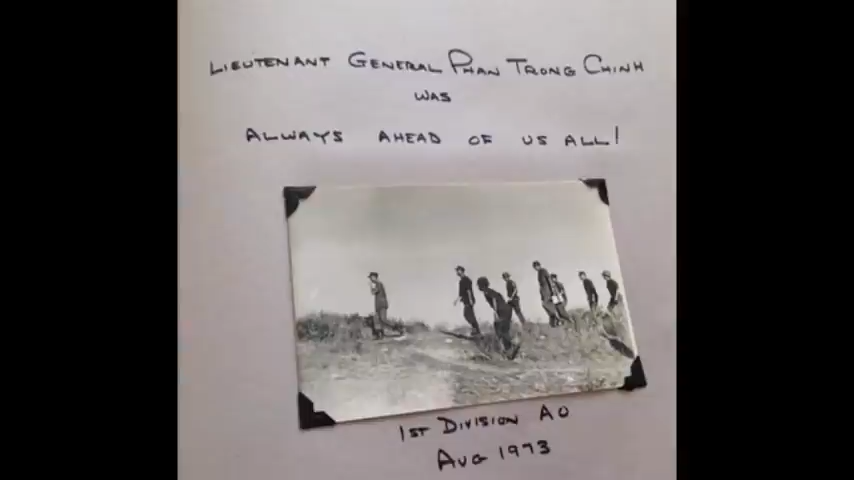 LIEUTENANT GENERAL PHAN TRONG CHINH
WAS
ALWAYS AHEAD OF US ALL!
1ST DIVISION AO
AUG 1973